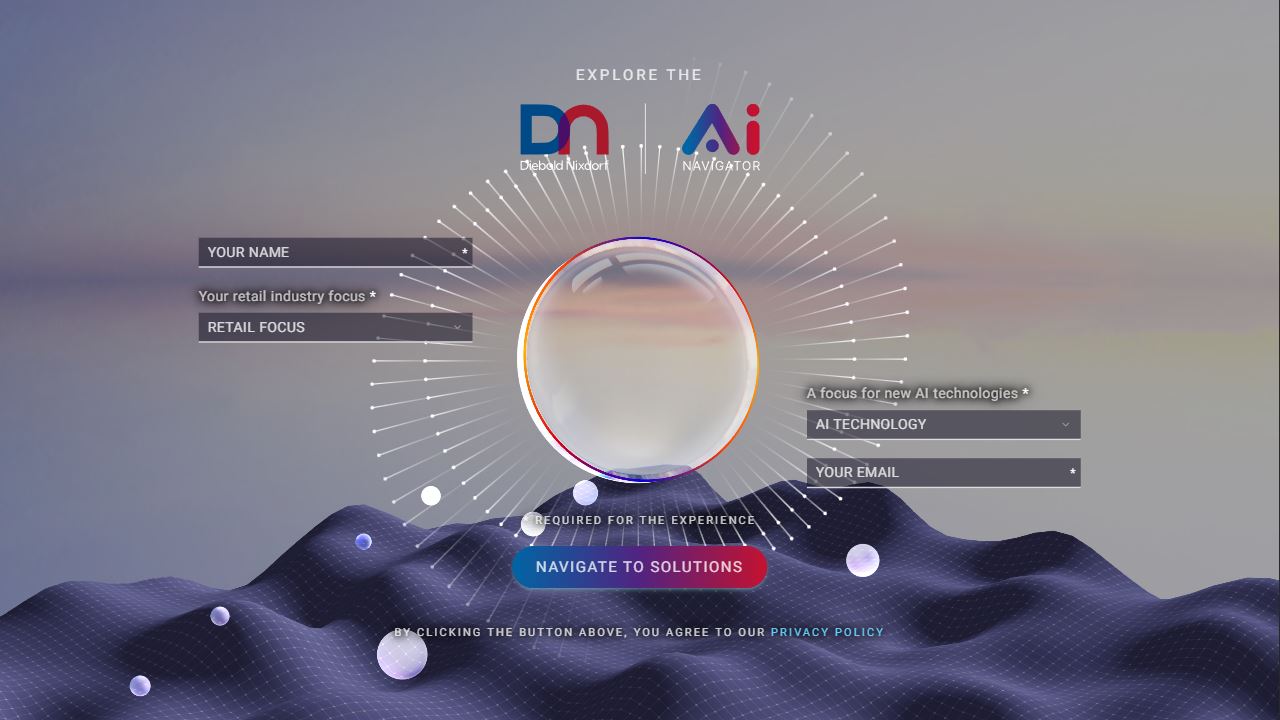 EXPLORE THE
DN Ai
Diebold Nixdorf NAVIGATOR
YOUR NAME *
Your retail industry focus *
RETAIL FOCUS
A focus for new AI technologies *
AI TECHNOLOGY
YOUR EMAIL *
* REQUIRED FOR THE EXPERIENCE
NAVIGATE TO SOLUTIONS
BY CLICKING THE BUTTON ABOVE, YOU AGREE TO OUR PRIVACY POLICY